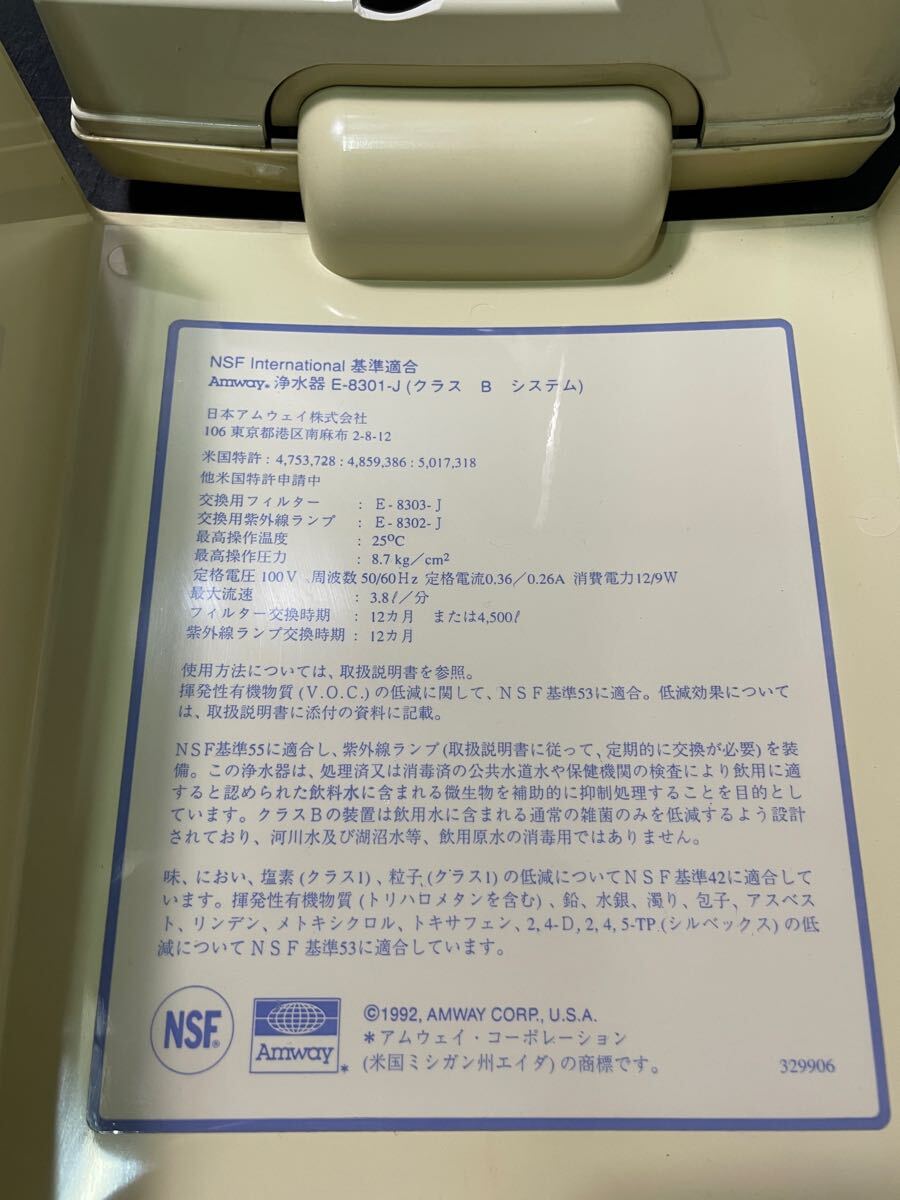 NSF International 基準適合
Amway® 浄水器 E-8301-J (クラス B システム)
日本アムウェイ株式会社
106 東京都港区南麻布 2-8-12
米国特許 : 4,753,728 : 4,859,386 : 5,017,318
他米国特許申請中
交換用フィルター : E-8303-J
交換用紫外線ランプ : E-8302-J
最高操作温度 : 25℃
最高操作圧力 : 8.7 kg/cm²
定格電圧 100V 、周波数 50/60Hz 定格電流0.36/0.26A 消費電力12/9W
最大流速 : 3.8ℓ/分
フィルター交換時期 : 12カ月 または4,500ℓ
紫外線ランプ交換時期 : 12カ月
使用方法については、取扱説明書を参照。
揮発性有機物質 (V.O.C.) の低減に関して、NSF基準53に適合。低減効果について
は、取扱説明書に添付の資料に記載。
NSF基準55に適合し、紫外線ランプ (取扱説明書に従って、定期的に交換が必要) を装
備。この浄水器は、処理済又は消毒済の公共水道水や保健機関の検査により飲用に適
すると認められた飲料水に含まれる微生物を補助的に抑制処理することを目的とし
ています。クラスBの装置は飲用水に含まれる通常の雑菌のみを低減するよう設計
されており、河川水及び湖沼水等、飲用原水の消毒用ではありません。
味、におい、塩素 (クラス1) 、粒子 (クラス1) の低減についてNSF基準42に適合して
います。揮発性有機物質 (トリハロメタンを含む) 、鉛、水銀、濁り、包子、アスベス
ト、リンデン、メトキシクロル、トキサフェン、2, 4-D, 2, 4, 5-TP (シルベックス) の低
減についてNSF基準53に適合しています。
NSF®
Amway*
©1992, AMWAY CORP., U.S.A.
*アムウェイ・コーポレーション
(米国ミシガン州エイダ) の商標です。
329906